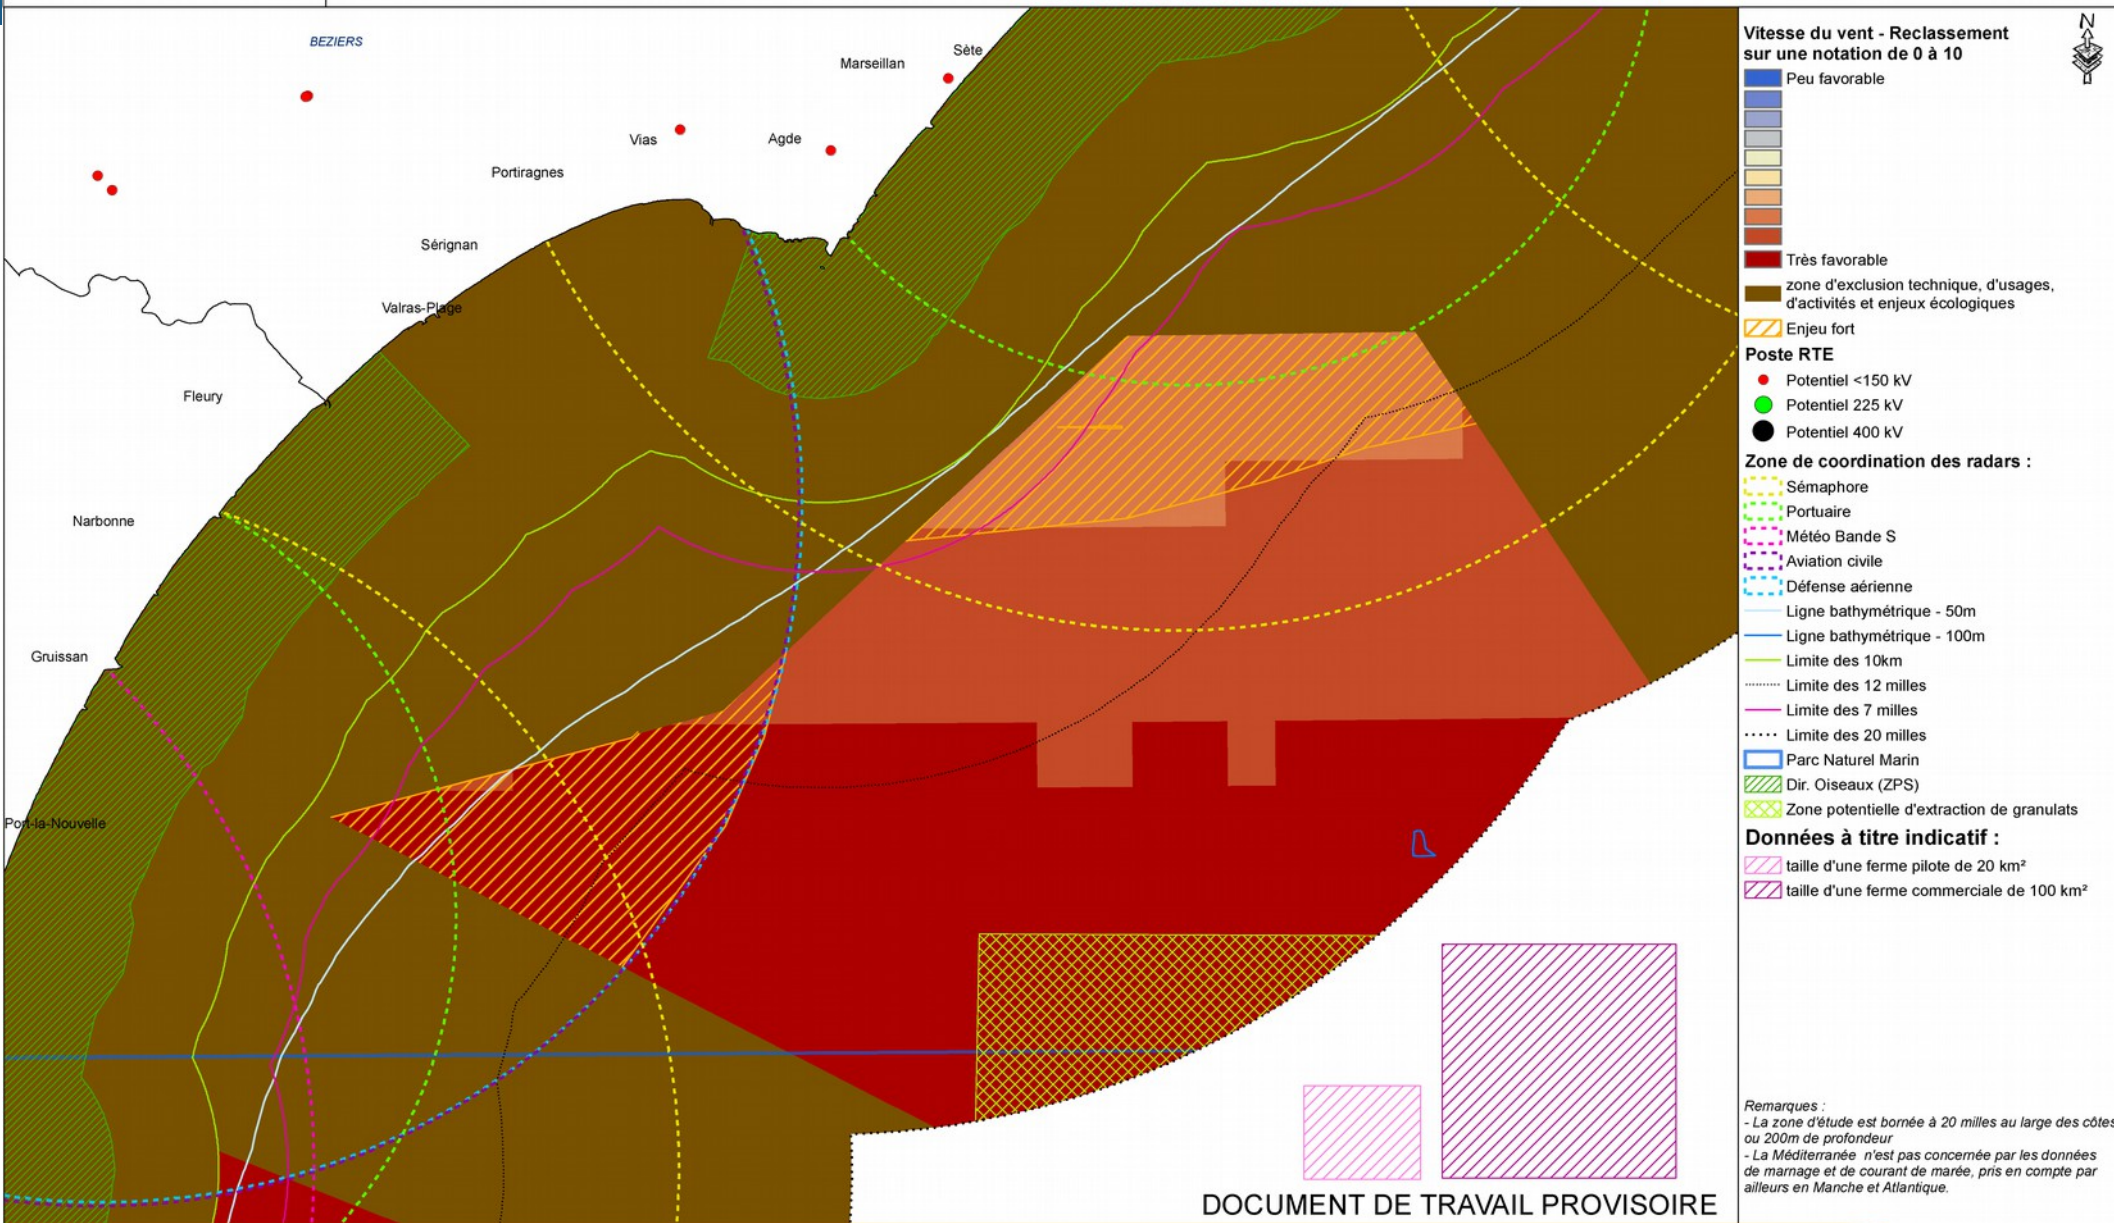 BEZIERS
Sète
Marseillan
Vias
Agde
Portiragnes
Sérignan
Valras-Plage
Fleury
Narbonne
Gruissan
Port-la-Nouvelle
DOCUMENT DE TRAVAIL PROVISOIRE
N
Vitesse du vent - Reclassement
sur une notation de 0 à 10
Peu favorable
Très favorable
zone d'exclusion technique, d'usages,
d'activités et enjeux écologiques
Enjeu fort
Poste RTE
Potentiel <150 kV
Potentiel 225 kV
Potentiel 400 kV
Zone de coordination des radars :
Sémaphore
Portuaire
Météo Bande S
Aviation civile
Défense aérienne
Ligne bathymétrique - 50m
Ligne bathymétrique - 100m
Limite des 10km
Limite des 12 milles
Limite des 7 milles
Limite des 20 milles
Parc Naturel Marin
Dir. Oiseaux (ZPS)
Zone potentielle d'extraction de granulats
Données à titre indicatif :
taille d'une ferme pilote de 20 km²
taille d'une ferme commerciale de 100 km²
Remarques :
- La zone d'étude est bornée à 20 milles au large des côtes
ou 200m de profondeur
- La Méditerranée n'est pas concernée par les données
de marnage et de courant de marée, pris en compte par
ailleurs en Manche et Atlantique.